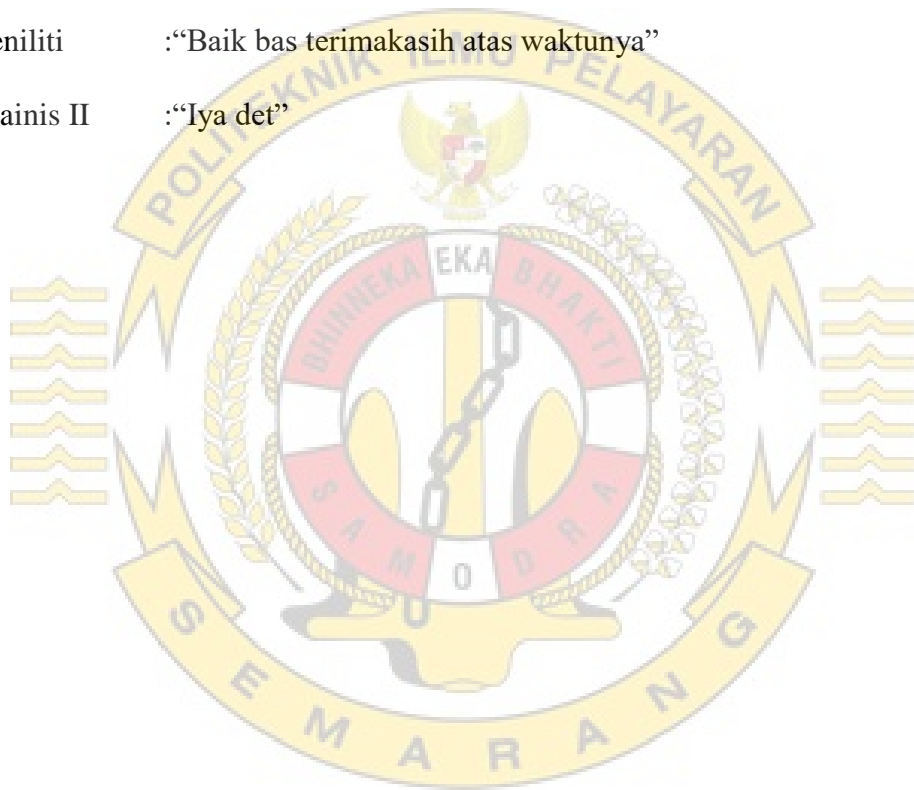 eniliti :“Baik bas terimakasih atas waktunya”
ainis II :“Iya det”
POLITEKNIK ILMU PELAYARAN
BHINNEKA EKA BHAKTI
SAMODRA
SEMARANG